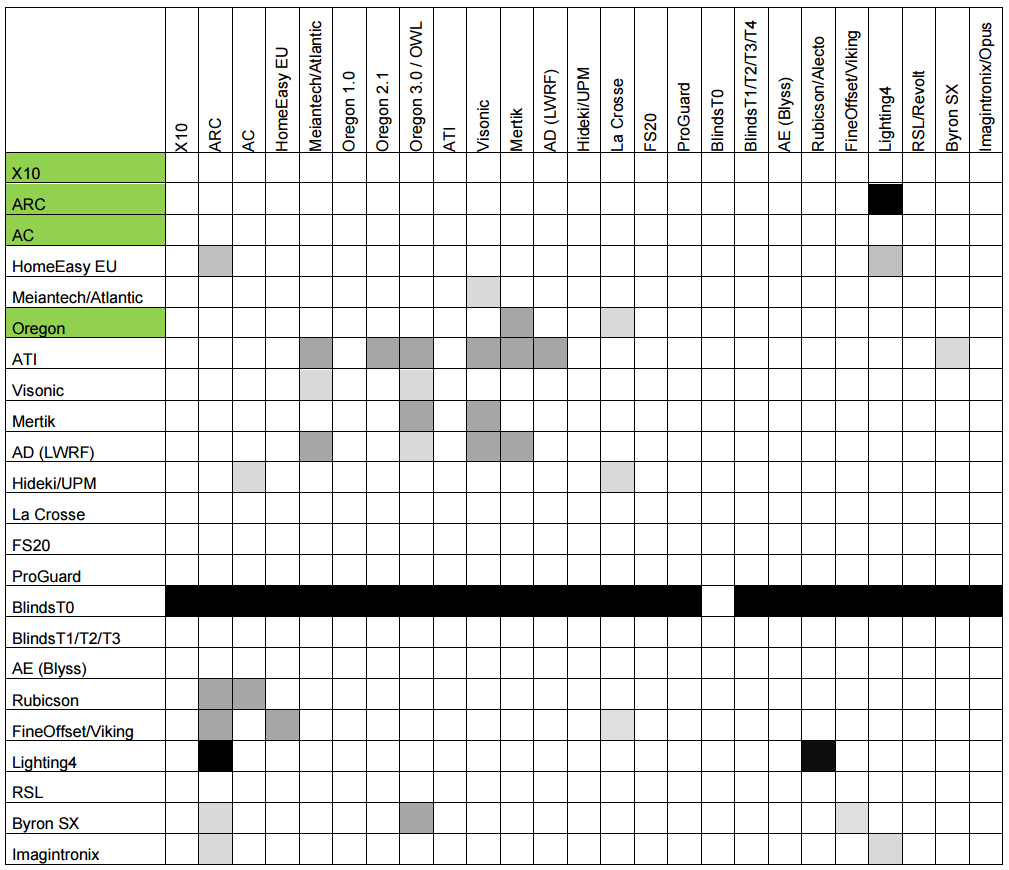 X10
ARC
AC
HomeEasy EU
Meiantech/Atlantic
Oregon 1.0
Oregon 2.1
Oregon 3.0 / OWL
ATI
Visonic
Mertik
AD (LWRF)
Hideki/UPM
La Crosse
FS20
ProGuard
BlindsT0
BlindsT1/T2/T3/T4
AE (Blyss)
Rubicson/Alecto
FineOffset/Viking
Lighting4
RSL/Revolt
Byron SX
Imagintronix/Opus
X10
ARC
AC
HomeEasy EU
Meiantech/Atlantic
Oregon
ATI
Visonic
Mertik
AD (LWRF)
Hideki/UPM
La Crosse
FS20
ProGuard
BlindsT0
BlindsT1/T2/T3
AE (Blyss)
Rubicson
FineOffset/Viking
Lighting4
RSL
Byron SX
Imagintronix